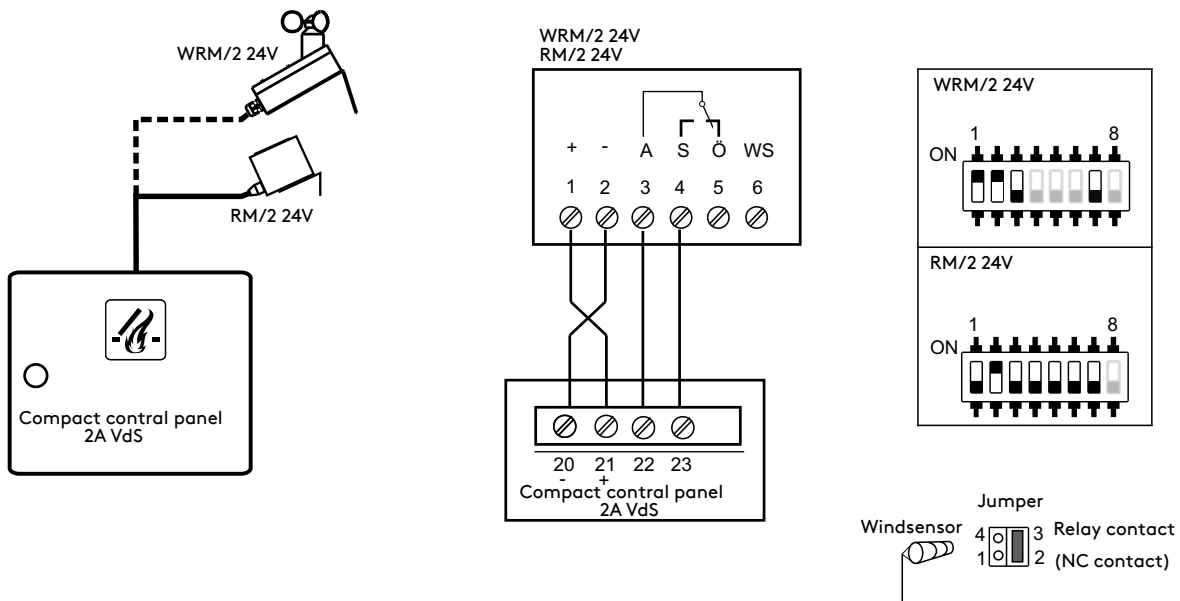 WRM/2 24V
RM/2 24V
Compact contral panel
2A VdS
WRM/2 24V
RM/2 24V
+ - A S Ö WS
1 2 3 4 5 6
20 21 22 23
- +
Compact contral panel
2A VdS
WRM/2 24V
1 8
ON
RM/2 24V
1 8
ON
Jumper
Windsensor 4 3 Relay contact
1 2 (NC contact)